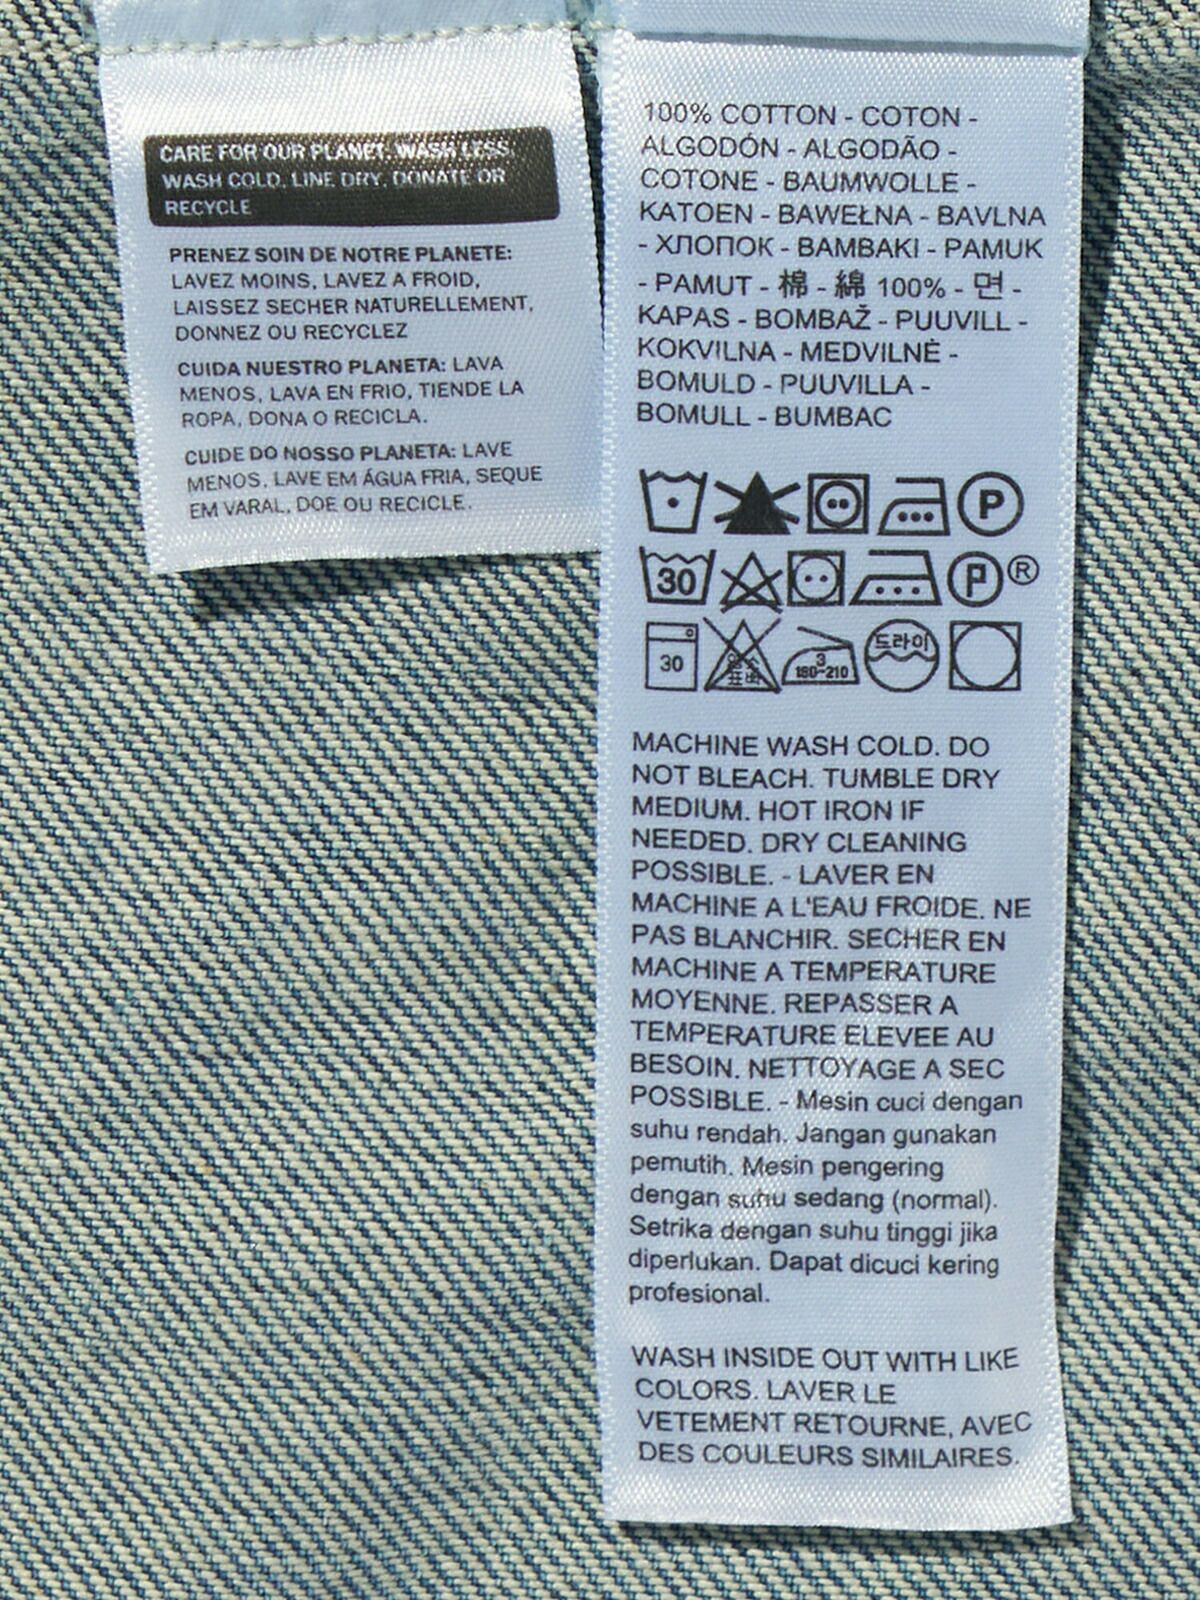 CARE FOR OUR PLANET. WASH LESS,
WASH COLD, LINE DRY, DONATE OR
RECYCLE
PRENEZ SOIN DE NOTRE PLANETE:
LAVEZ MOINS, LAVEZ A FROID,
LAISSEZ SECHER NATURELLEMENT,
DONNEZ OU RECYCLEZ
CUIDA NUESTRO PLANETA: LAVA
MENOS, LAVA EN FRIO, TIENDE LA
ROPA, DONA O RECICLA.
CUIDE DO NOSSO PLANETA: LAVE
MENOS, LAVE EM ÁGUA FRIA, SEQUE
EM VARAL, DOE OU RECICLE.
100% COTTON - COTON -
ALGODÓN - ALGODÃO -
COTONE - BAUMWOLLE -
KATOEN - BAWEŁNA - BAVLNA
- ХЛОПОК - BAMBAKI - PAMUK
- PAMUT - 棉 - 綿 100% - 면 -
KAPAS - BOMBAŽ - PUUVILL -
KOKVILNA - MEDVILNĖ -
BOMULD - PUUVILLA -
BOMULL - BUMBAC
P
30 P ®
30 3 180~210 드라이
MACHINE WASH COLD. DO
NOT BLEACH. TUMBLE DRY
MEDIUM. HOT IRON IF
NEEDED. DRY CLEANING
POSSIBLE. - LAVER EN
MACHINE A L'EAU FROIDE. NE
PAS BLANCHIR. SECHER EN
MACHINE A TEMPERATURE
MOYENNE. REPASSER A
TEMPERATURE ELEVEE AU
BESOIN. NETTOYAGE A SEC
POSSIBLE. - Mesin cuci dengan
suhu rendah. Jangan gunakan
pemutih. Mesin pengering
dengan suhu sedang (normal).
Setrika dengan suhu tinggi jika
diperlukan. Dapat dicuci kering
profesional.
WASH INSIDE OUT WITH LIKE
COLORS. LAVER LE
VETEMENT RETOURNE, AVEC
DES COULEURS SIMILAIRES.